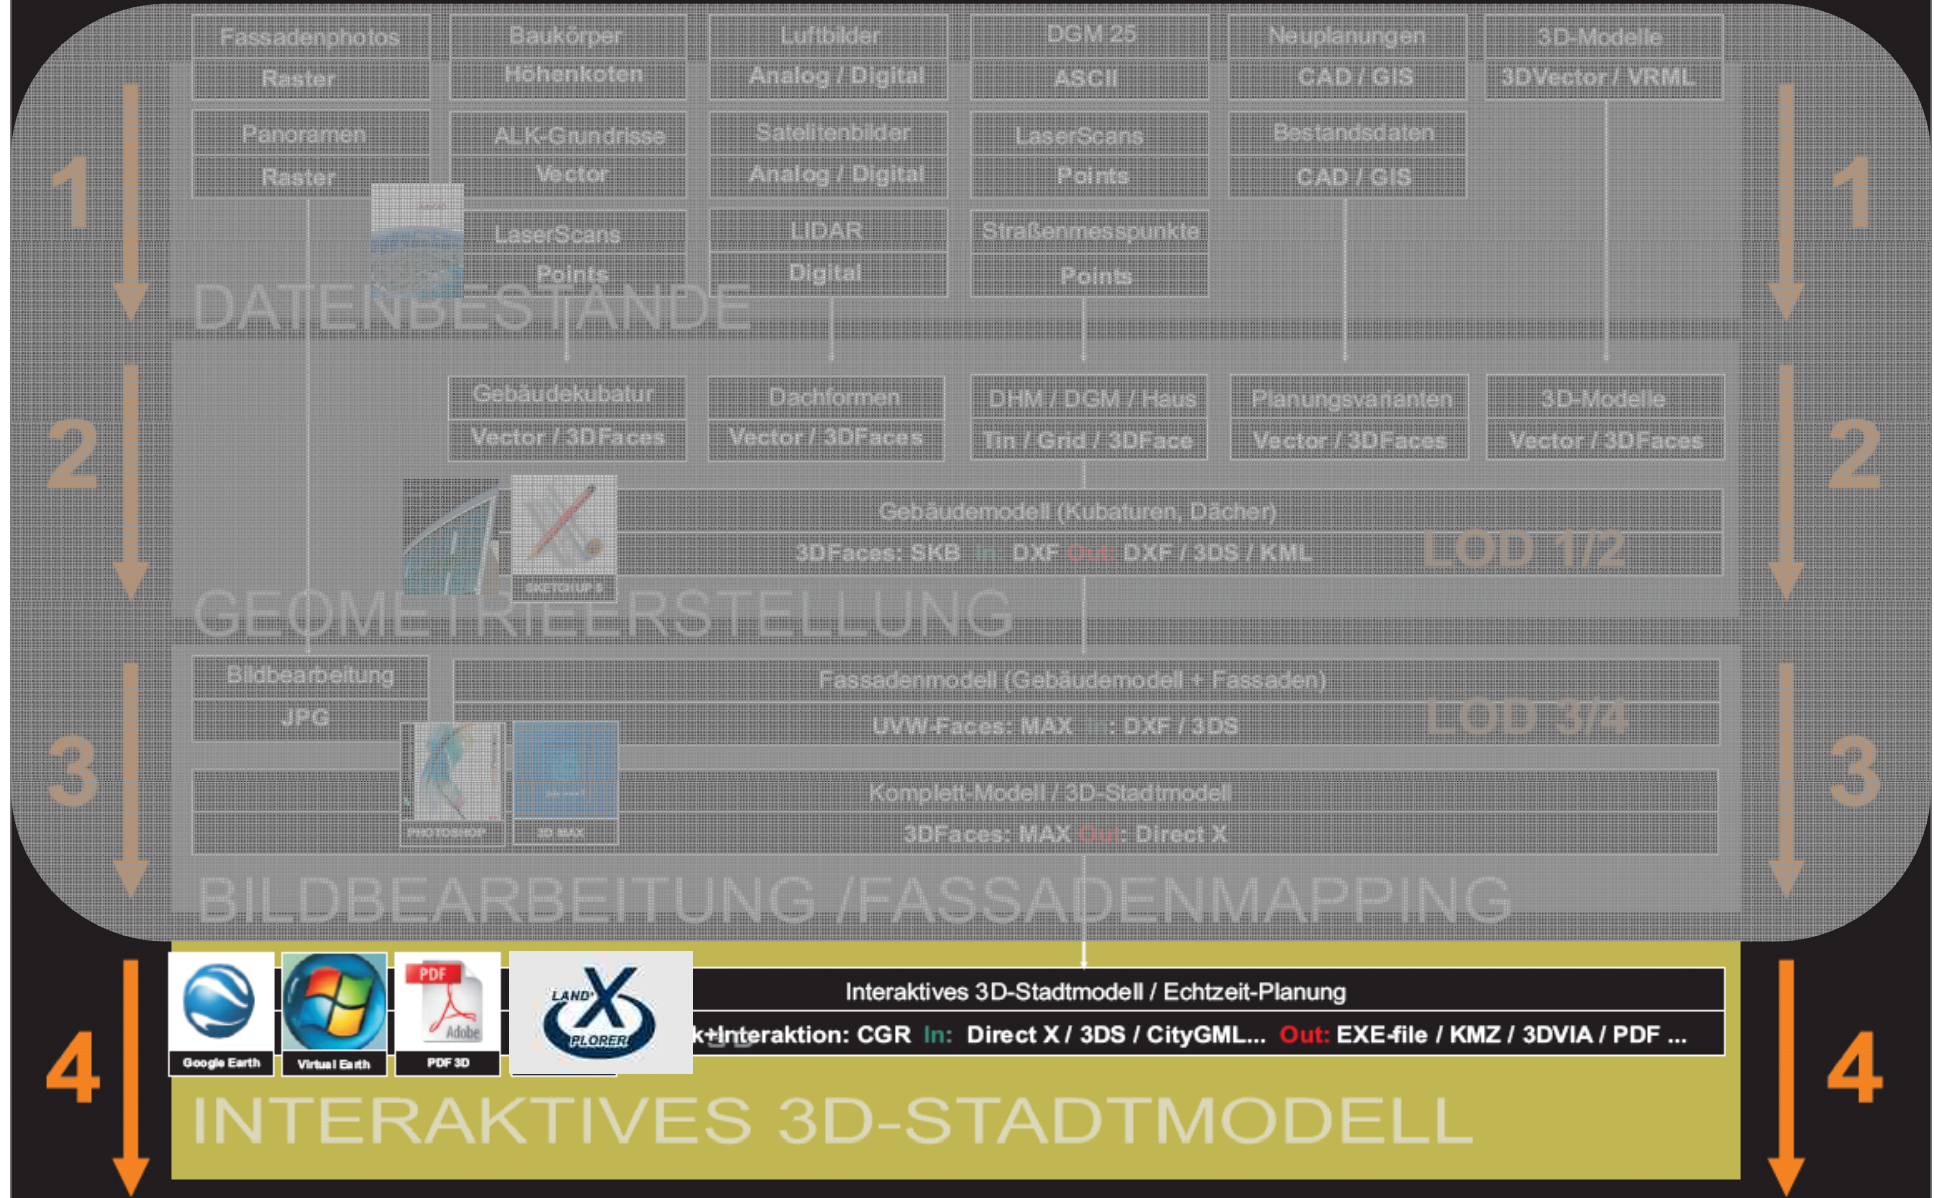 Fassadenphotos
Raster
Baukörper
Höhenkoten
Luftbilder
Analog / Digital
DGM 25
ASCII
Neuplanungen
CAD / GIS
3D-Modelle
3DVector / VRML
Panoramen
Raster
ALK-Grundrisse
Vector
Satelitenbilder
Analog / Digital
LaserScans
Points
Bestandsdaten
CAD / GIS
1
1
LaserScans
Points
LIDAR
Digital
Straßenmesspunkte
Points
DATENBESTÄNDE
Gebäudekubatur
Vector / 3DFaces
Dachformen
Vector / 3DFaces
DHM / DGM / Haus
Tin / Grid / 3DFace
Planungsvarianten
Vector / 3DFaces
3D-Modelle
Vector / 3DFaces
2
2
Gebäudemodell (Kubaturen, Dächer)
3DFaces: SKB In: DXF Out: DXF / 3DS / KML
LOD 1/2
SKETCHUP 5
GEOMETRIEERSTELLUNG
Bildbearbeitung
JPG
Fassadenmodell (Gebäudemodell + Fassaden)
UVW-Faces: MAX In: DXF / 3DS
LOD 3/4
3
3
Komplett-Modell / 3D-Stadtmodell
3DFaces: MAX Out: Direct X
PHOTOSHOP
3D MAX
BILDBEARBEITUNG /FASSADENMAPPING
PDF
Adobe
LAND
X
PLORER
Interaktives 3D-Stadtmodell / Echtzeit-Planung
k+Interaktion: CGR In: Direct X / 3DS / CityGML... Out: EXE-file / KMZ / 3DVIA / PDF ...
Google Earth
Virtual Earth
PDF 3D
4
4
INTERAKTIVES 3D-STADTMODELL